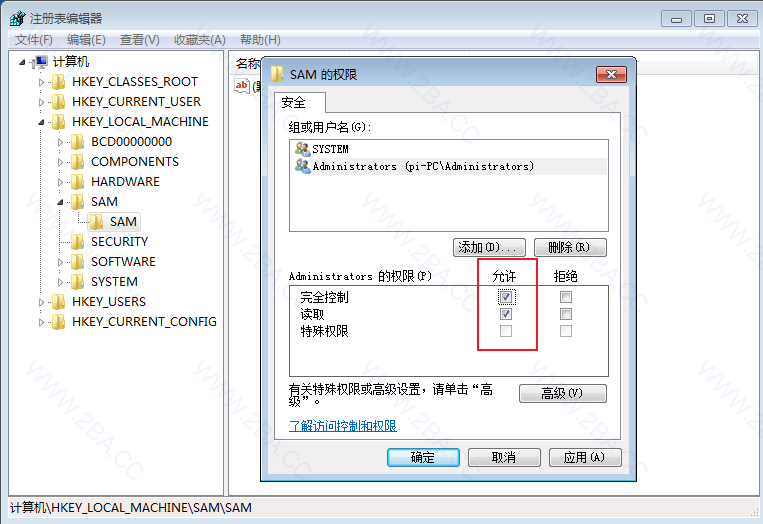 注册表编辑器
文件(F) 编辑(E) 查看(V) 收藏夹(A) 帮助(H)
计算机
HKEY_CLASSES_ROOT
HKEY_CURRENT_USER
HKEY_LOCAL_MACHINE
BCD00000000
COMPONENTS
HARDWARE
SAM
SAM
SECURITY
SOFTWARE
SYSTEM
HKEY_USERS
HKEY_CURRENT_CONFIG
名称
ab
SAM 的权限
安全
组或用户名(G):
SYSTEM
Administrators (pi-PC\Administrators)
添加(D)... 删除(R)
Administrators 的权限(P) 允许 拒绝
完全控制
读取
特殊权限
有关特殊权限或高级设置，请单击“高
级”。
高级(V)
了解访问控制和权限
确定 取消 应用(A)
计算机\HKEY_LOCAL_MACHINE\SAM\SAM
WWW.2BA.CC